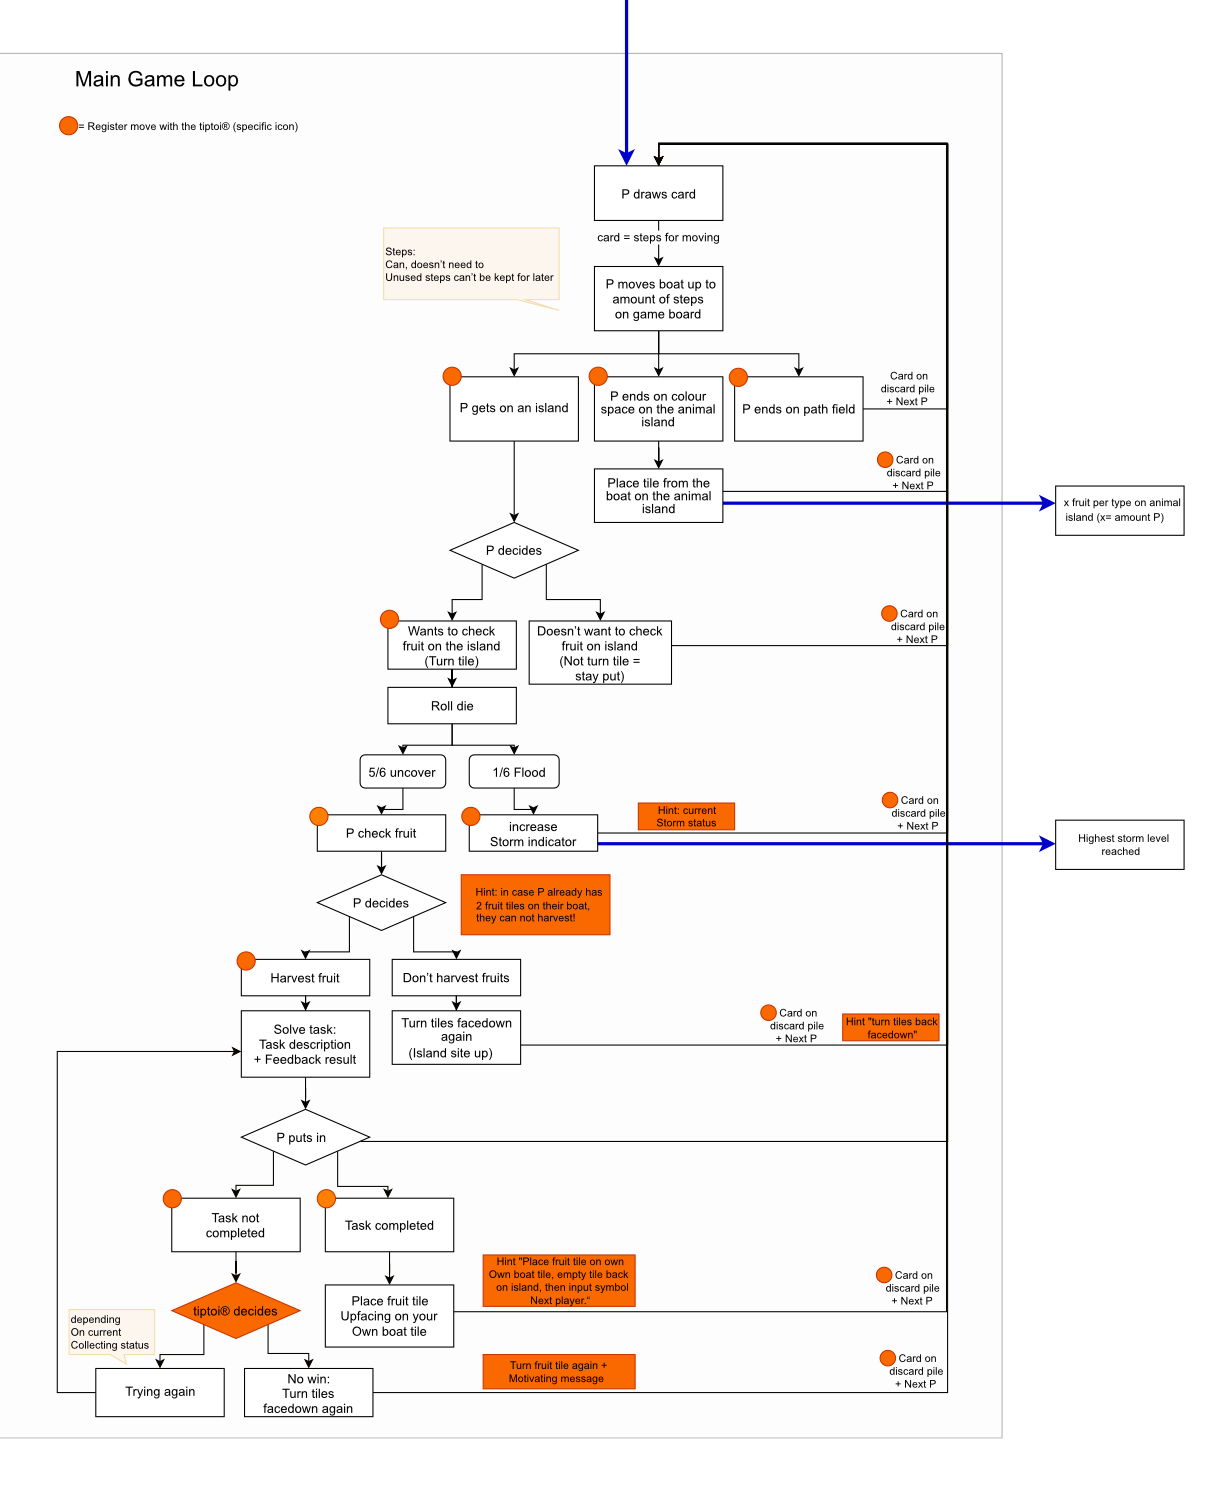 Main Game Loop
= Register move with the tiptoi® (specific icon)
P draws card
card = steps for moving
Steps:
Can, doesn't need to
Unused steps can't be kept for later
P moves boat up to
amount of steps
on game board
P gets on an island
P ends on colour
space on the animal
island
P ends on path field
Card on
discard pile
+ Next P
Place tile from the
boat on the animal
island
Card on
discard pile
+ Next P
x fruit per type on animal
island (x= amount P)
P decides
Wants to check
fruit on the island
(Turn tile)
Doesn't want to check
fruit on island
(Not turn tile =
stay put)
Card on
discard pile
+ Next P
Roll die
5/6 uncover
1/6 Flood
P check fruit
increase
Storm indicator
Hint: current
Storm status
Card on
discard pile
+ Next P
Highest storm level
reached
P decides
Hint: in case P already has
2 fruit tiles on their boat,
they can not harvest!
Harvest fruit
Don't harvest fruits
Solve task:
Task description
+ Feedback result
Turn tiles facedown
again
(Island site up)
Card on
discard pile
+ Next P
Hint "turn tiles back
facedown"
P puts in
Task not
completed
Task completed
tiptoi® decides
Place fruit tile
Upfacing on your
Own boat tile
Hint "Place fruit tile on own
Own boat tile, empty tile back
on island, then input symbol
Next player."
Card on
discard pile
+ Next P
depending
On current
Collecting status
Trying again
No win:
Turn tiles
facedown again
Turn fruit tile again +
Motivating message
Card on
discard pile
+ Next P